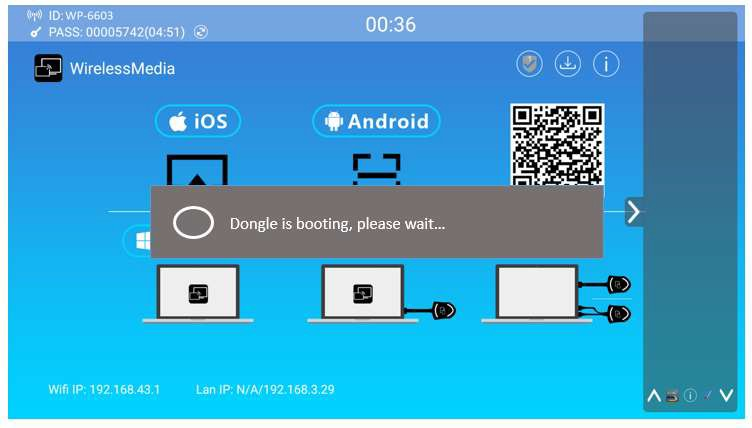 ID: WP-6603
PASS: 00005742(04:51)
00:36
WirelessMedia
iOS
Android
Dongle is booting, please wait...
Wifi IP: 192.168.43.1
Lan IP: N/A/192.168.3.29